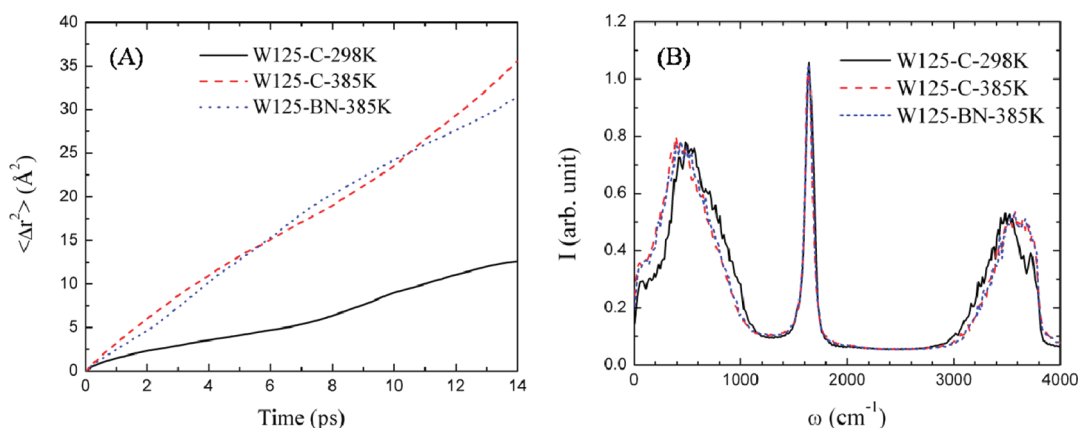 (A)
W125-C-298K
W125-C-385K
W125-BN-385K
40
35
30
25
20
15
10
5
0
<Δr²> (Å²)
0 2 4 6 8 10 12 14
Time (ps)
(B)
W125-C-298K
W125-C-385K
W125-BN-385K
1.2
1.0
0.8
0.6
0.4
0.2
0.0
I (arb. unit)
0 1000 2000 3000 4000
ω (cm⁻¹)